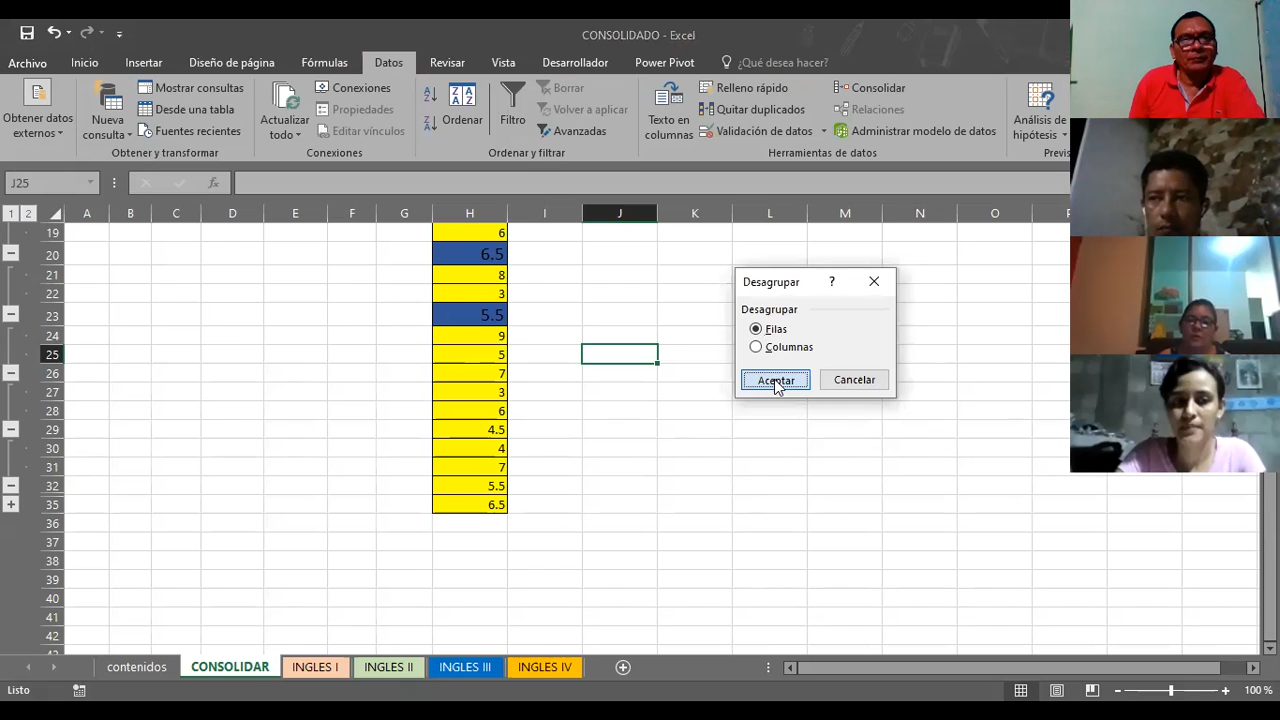 CONSOLIDADO - Excel
Archivo Inicio Insertar Diseño de página Fórmulas Datos Revisar Vista Desarrollador Power Pivot ¿Qué desea hacer?
Obtener datos externos
Nueva consulta
Mostrar consultas
Desde una tabla
Fuentes recientes
Obtener y transformar
Actualizar todo
Conexiones
Propiedades
Editar vínculos
Conexiones
Ordenar
Filtro
Borrar
Volver a aplicar
Avanzadas
Ordenar y filtrar
Texto en columnas
Relleno rápido
Quitar duplicados
Validación de datos
Consolidar
Relaciones
Administrar modelo de datos
Herramientas de datos
Análisis de hipótesis
Previs
J25 fx
1 2 A B C D E F G H I J K L M N O
19 6
20 6.5
21 8
22 3
23 5.5
24 9
25 5
26 7
27 3
28 6
29 4.5
30 4
31 7
32 5.5
35 6.5
36
37
38
39
40
41
42
Desagrupar ?
Desagrupar
Filas
Columnas
Aceptar Cancelar
contenidos CONSOLIDAR INGLES I INGLES II INGLES III INGLES IV
Listo 100 %